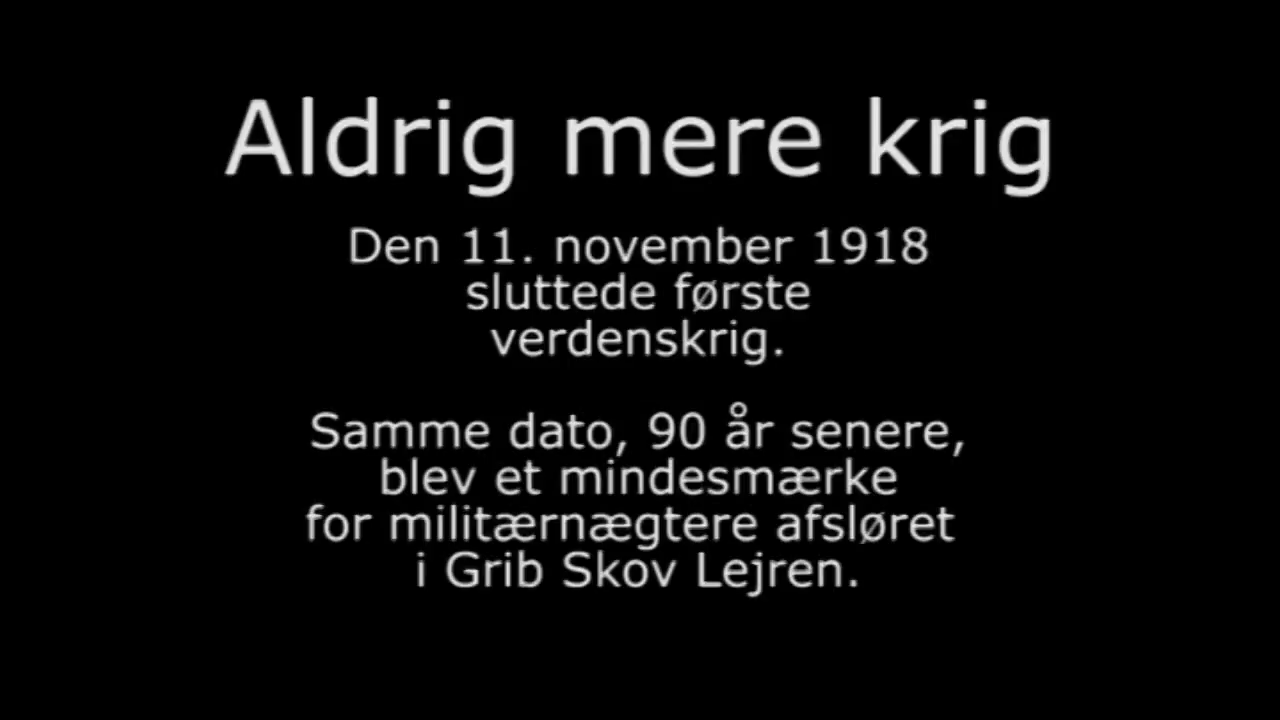 Aldrig mere krig
Den 11. november 1918
sluttede første
verdenskrig.
Samme dato, 90 år senere,
blev et mindesmærke
for militærnægtere afsløret
i Grib Skov Lejren.